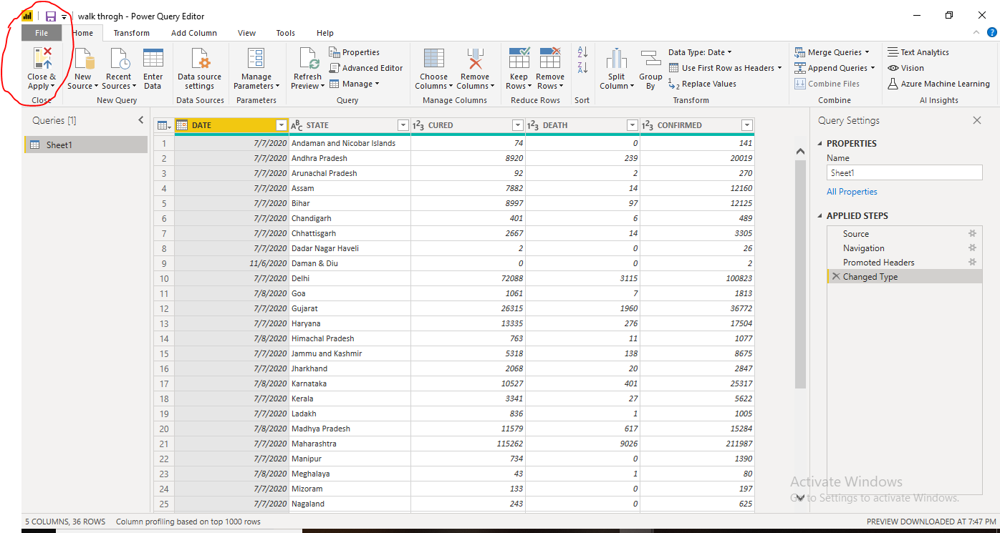 walk throgh - Power Query Editor
File Home Transform Add Column View Tools Help
Close & Apply
Close
New Source
Recent Sources
Enter Data
New Query
Data source settings
Data Sources
Manage Parameters
Parameters
Refresh Preview
Properties
Advanced Editor
Manage
Query
Choose Columns
Remove Columns
Manage Columns
Keep Rows
Remove Rows
Reduce Rows
Sort
Split Column
Group By
Data Type: Date
Use First Row as Headers
Replace Values
Transform
Merge Queries
Append Queries
Combine Files
Combine
Text Analytics
Vision
Azure Machine Learning
AI Insights
Queries [1]
Sheet1
DATE ABC STATE 123 CURED 123 DEATH 123 CONFIRMED
1 7/7/2020 Andaman and Nicobar Islands 74 0 141
2 7/7/2020 Andhra Pradesh 8920 239 20019
3 7/7/2020 Arunachal Pradesh 92 2 270
4 7/7/2020 Assam 7882 14 12160
5 7/7/2020 Bihar 8997 97 12125
6 7/7/2020 Chandigarh 401 6 489
7 7/7/2020 Chhattisgarh 2667 14 3305
8 7/7/2020 Dadar Nagar Haveli 2 0 26
9 11/6/2020 Daman & Diu 0 0 2
10 7/7/2020 Delhi 72088 3115 100823
11 7/8/2020 Goa 1061 7 1813
12 7/7/2020 Gujarat 26315 1960 36772
13 7/7/2020 Haryana 13335 276 17504
14 7/8/2020 Himachal Pradesh 763 11 1077
15 7/7/2020 Jammu and Kashmir 5318 138 8675
16 7/7/2020 Jharkhand 2068 20 2847
17 7/8/2020 Karnataka 10527 401 25317
18 7/7/2020 Kerala 3341 27 5622
19 7/7/2020 Ladakh 836 1 1005
20 7/8/2020 Madhya Pradesh 11579 617 15284
21 7/7/2020 Maharashtra 115262 9026 211987
22 7/7/2020 Manipur 734 0 1390
23 7/8/2020 Meghalaya 43 1 80
24 7/7/2020 Mizoram 133 0 197
25 7/7/2020 Nagaland 243 0 625
Query Settings
PROPERTIES
Name
Sheet1
All Properties
APPLIED STEPS
Source
Navigation
Promoted Headers
Changed Type
Activate Windows
Go to Settings to activate Windows.
5 COLUMNS, 36 ROWS Column profiling based on top 1000 rows
PREVIEW DOWNLOADED AT 7:47 PM